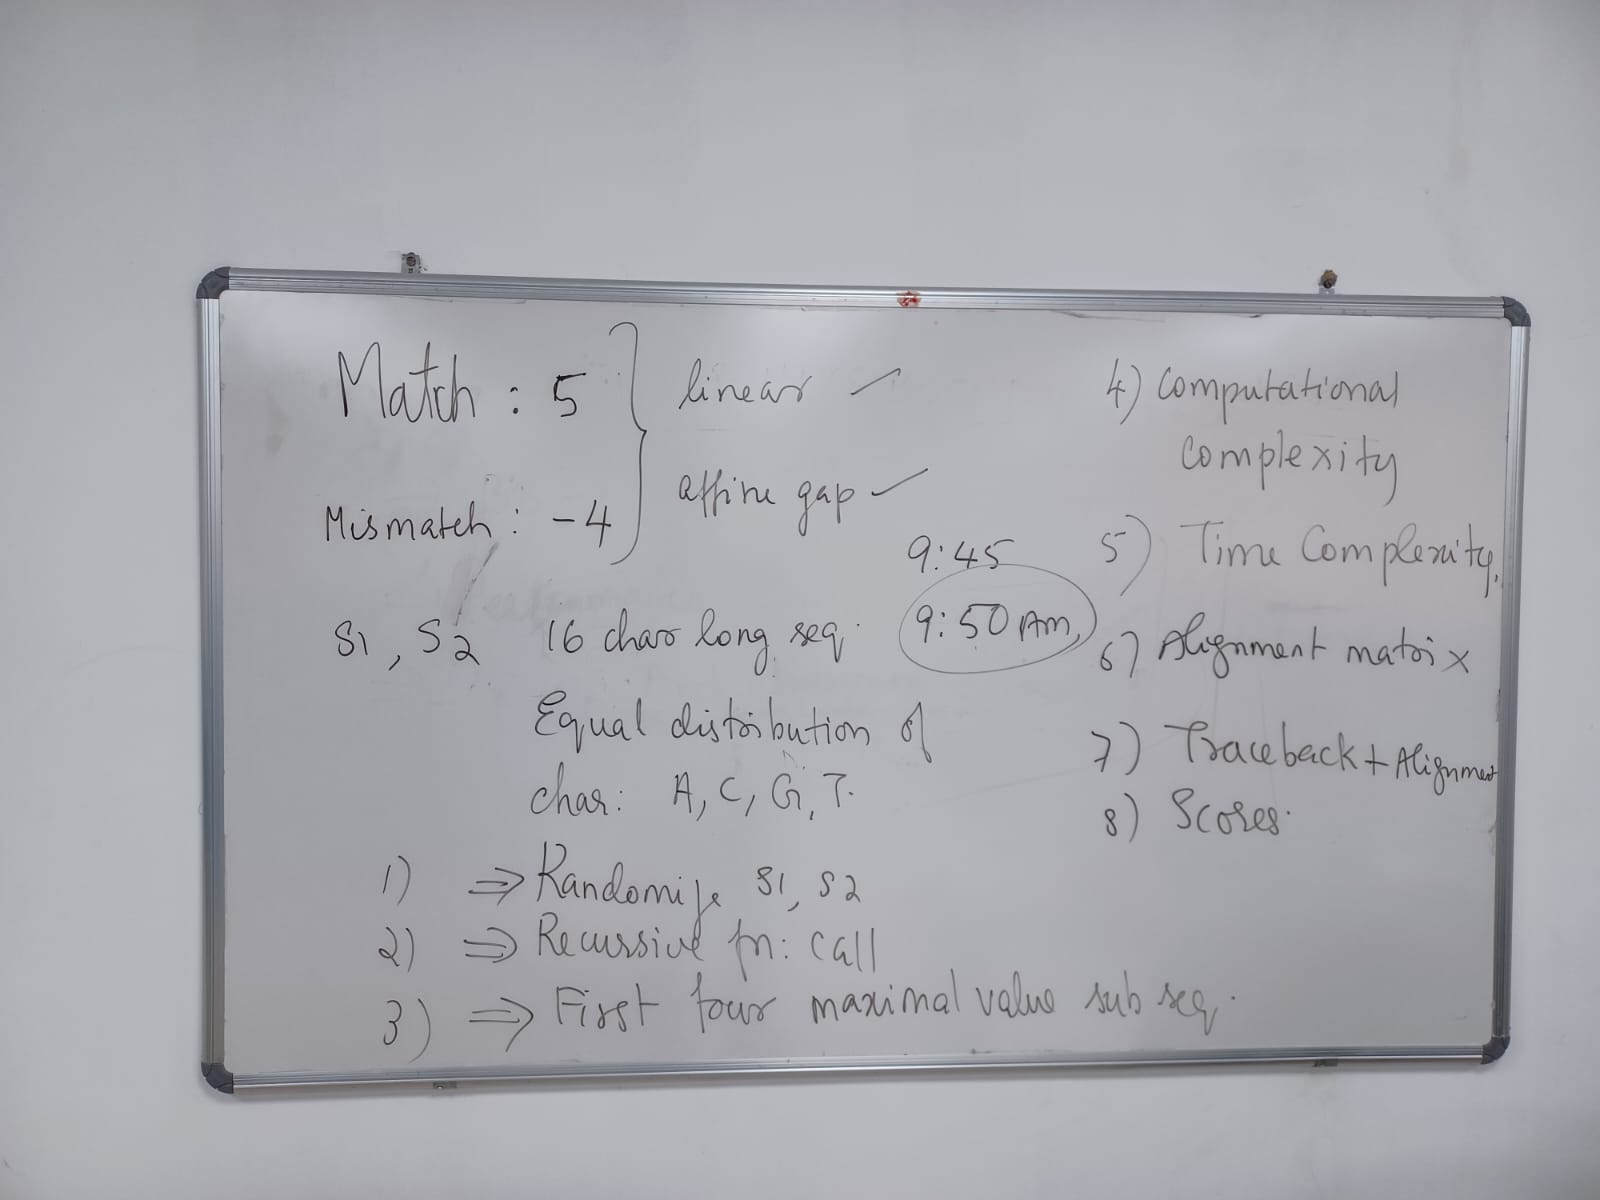 Match : 5
linear
affine gap
Mismatch : -4
9:45
9:50 Am,
S1, S2 16 char long seq.
Equal distribution of
char: A, C, G, T.
1) ⇒ Randomize S1, S2
2) ⇒ Recursive fn: call
3) ⇒ First four maximal value sub seq.
4) Computational
Complexity
5) Time Complexity,
6) Alignment matrix
7) Traceback + Alignment
8) Scores.